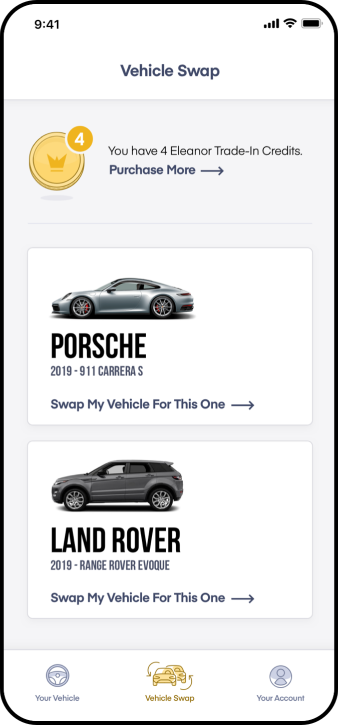 9:41
Vehicle Swap
4
You have 4 Eleanor Trade-In Credits.
Purchase More
PORSCHE
2019 - 911 CARRERA S
Swap My Vehicle For This One
LAND ROVER
2019 - RANGE ROVER EVOQUE
Swap My Vehicle For This One
Your Vehicle
Vehicle Swap
Your Account